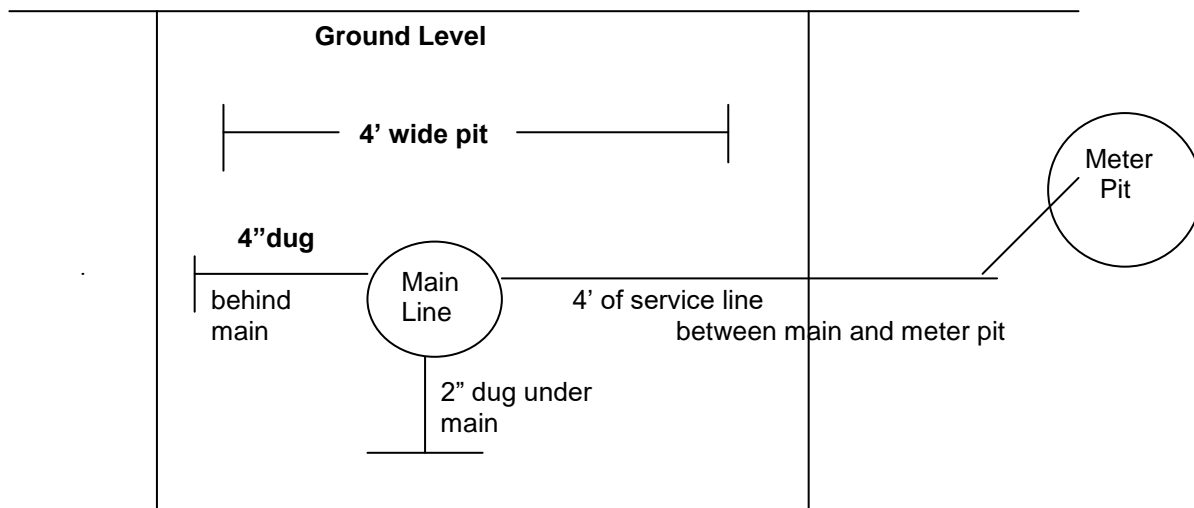 Ground Level
4’ wide pit
Meter
Pit
4”dug
behind
main
Main
Line
4’ of service line
between main and meter pit
2” dug under
main